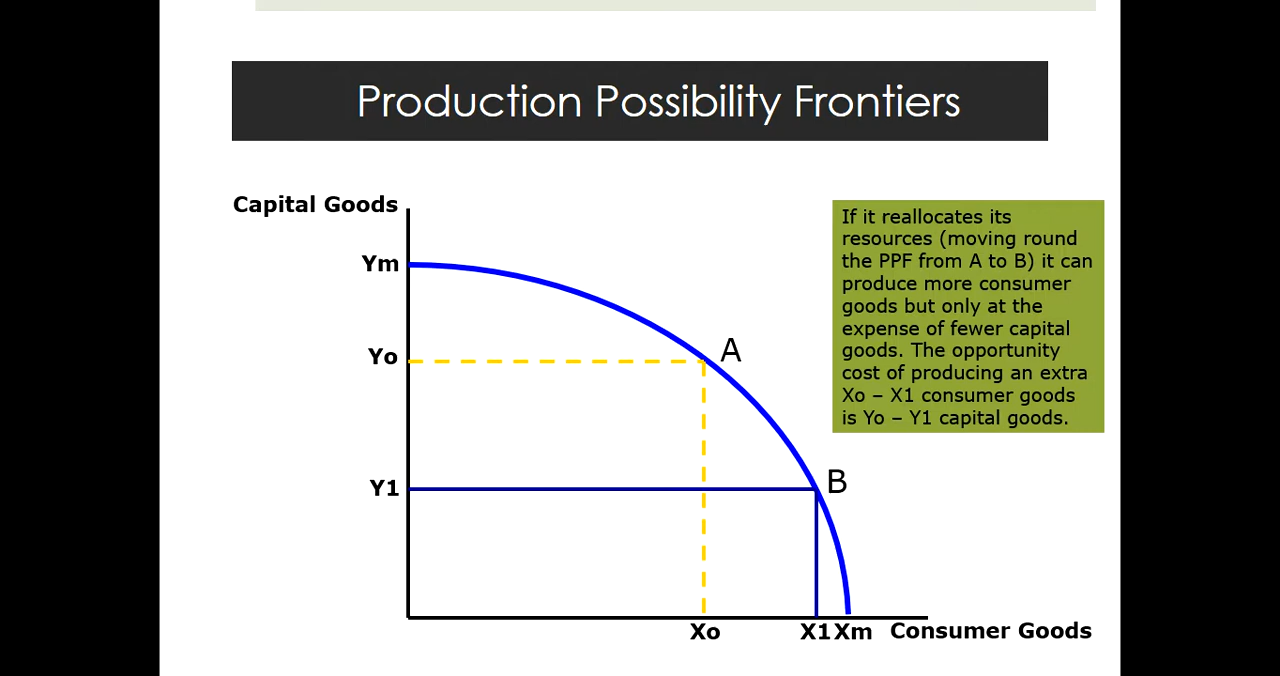 Production Possibility Frontiers
Capital Goods
Ym
Yo
A
Y1
B
Xo
X1
Xm
Consumer Goods
If it reallocates its
resources (moving round
the PPF from A to B) it can
produce more consumer
goods but only at the
expense of fewer capital
goods. The opportunity
cost of producing an extra
Xo – X1 consumer goods
is Yo – Y1 capital goods.